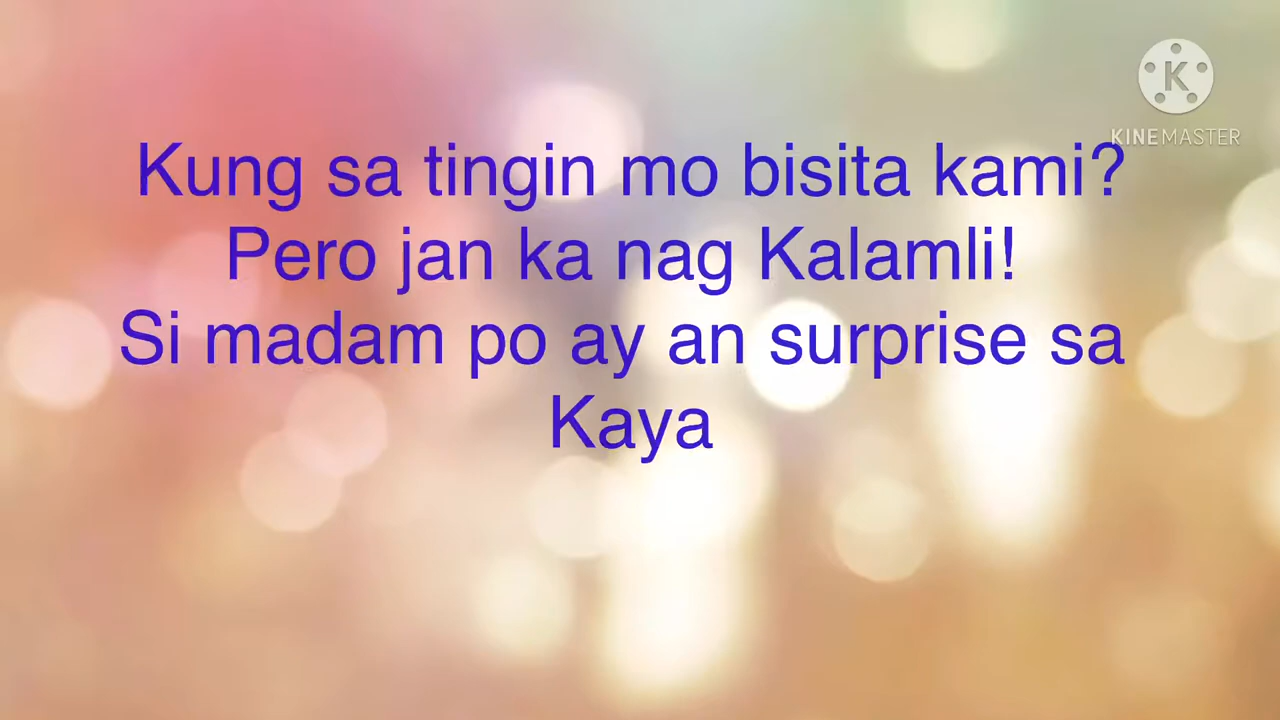 K
KINEMASTER
Kung sa tingin mo bisita kami?
Pero jan ka nag Kalamli!
Si madam po ay an surprise sa
Kaya